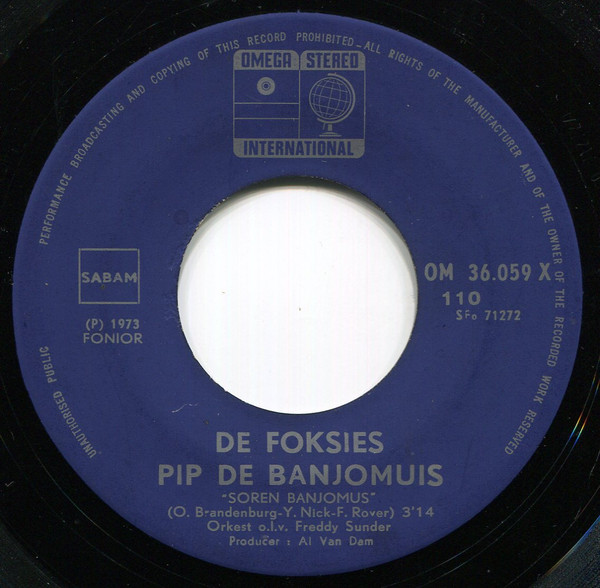 UNAUTHORISED PUBLIC PERFORMANCE BROADCASTING AND COPYING OF THIS RECORD PROHIBITED - ALL RIGHTS OF THE MANUFACTURER AND OF THE OWNER OF THE RECORDED WORK RESERVED
OMEGA STEREO
INTERNATIONAL
SABAM
(P) 1973
FONIOR
OM 36.059 X
110
SFo 71272
DE FOKSIES
PIP DE BANJOMUIS
"SOREN BANJOMUS"
(O. Brandenburg-Y. Nick-F. Rover) 3'14
Orkest o.l.v. Freddy Sunder
Producer : Al Van Dam